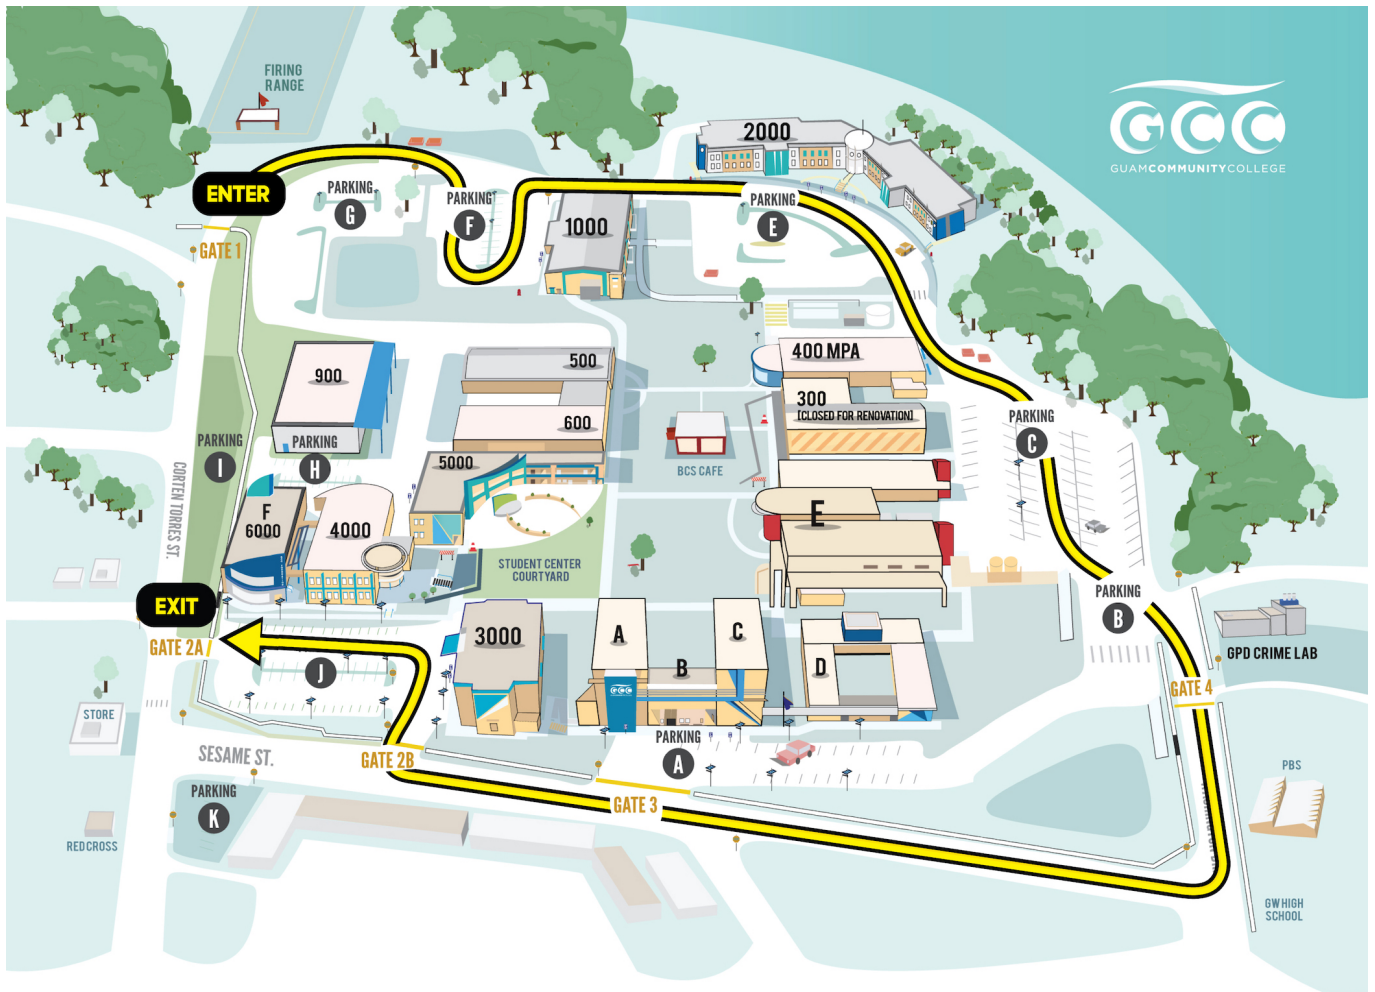 FIRING
RANGE
2000
GCC
GUAMCOMMUNITYCOLLEGE
ENTER
PARKING
G
PARKING
F
PARKING
E
1000
GATE 1
400 MPA
500
900
300
[CLOSED FOR RENOVATION]
600
PARKING
C
PARKING
I
PARKING
H
5000
BCS CAFE
CORTEN TORRES ST.
F
6000
4000
E
STUDENT CENTER
COURTYARD
EXIT
PARKING
B
GATE 2A
3000
A
C
B
D
GCC
GPD CRIME LAB
J
GATE 4
STORE
SESAME ST.
GATE 2B
PARKING
A
PBS
PARKING
K
GATE 3
REDCROSS
GW HIGH
SCHOOL